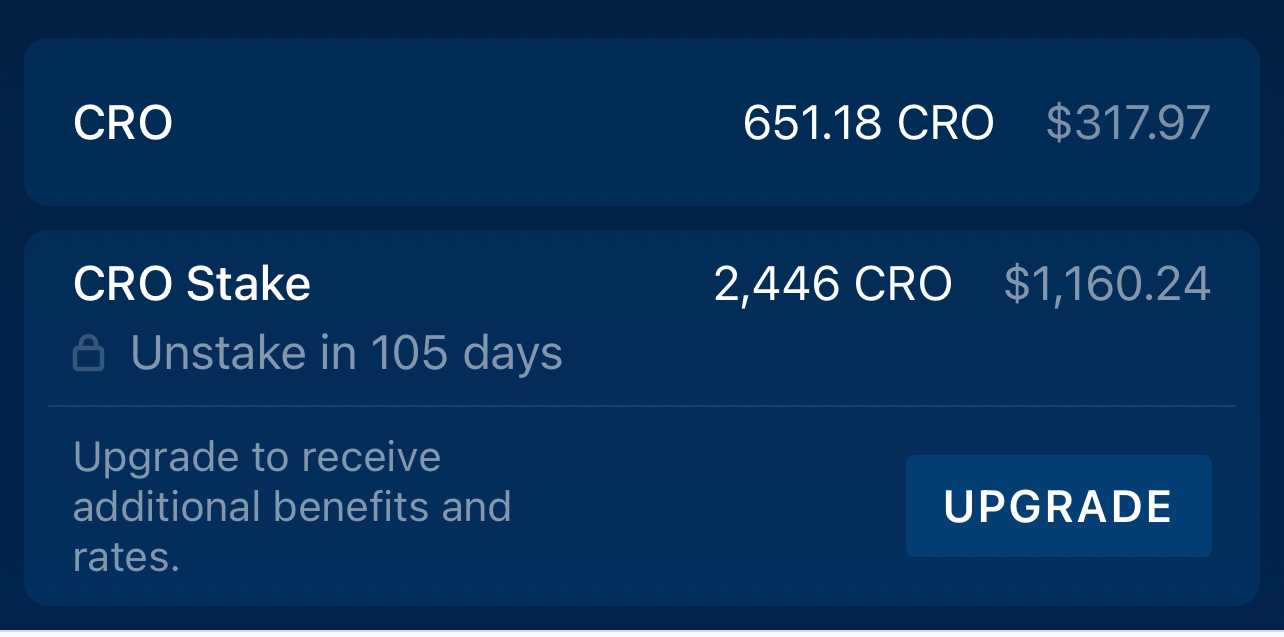 CRO 651.18 CRO $317.97
CRO Stake 2,446 CRO $1,160.24
Unstake in 105 days
Upgrade to receive
additional benefits and
rates.
UPGRADE